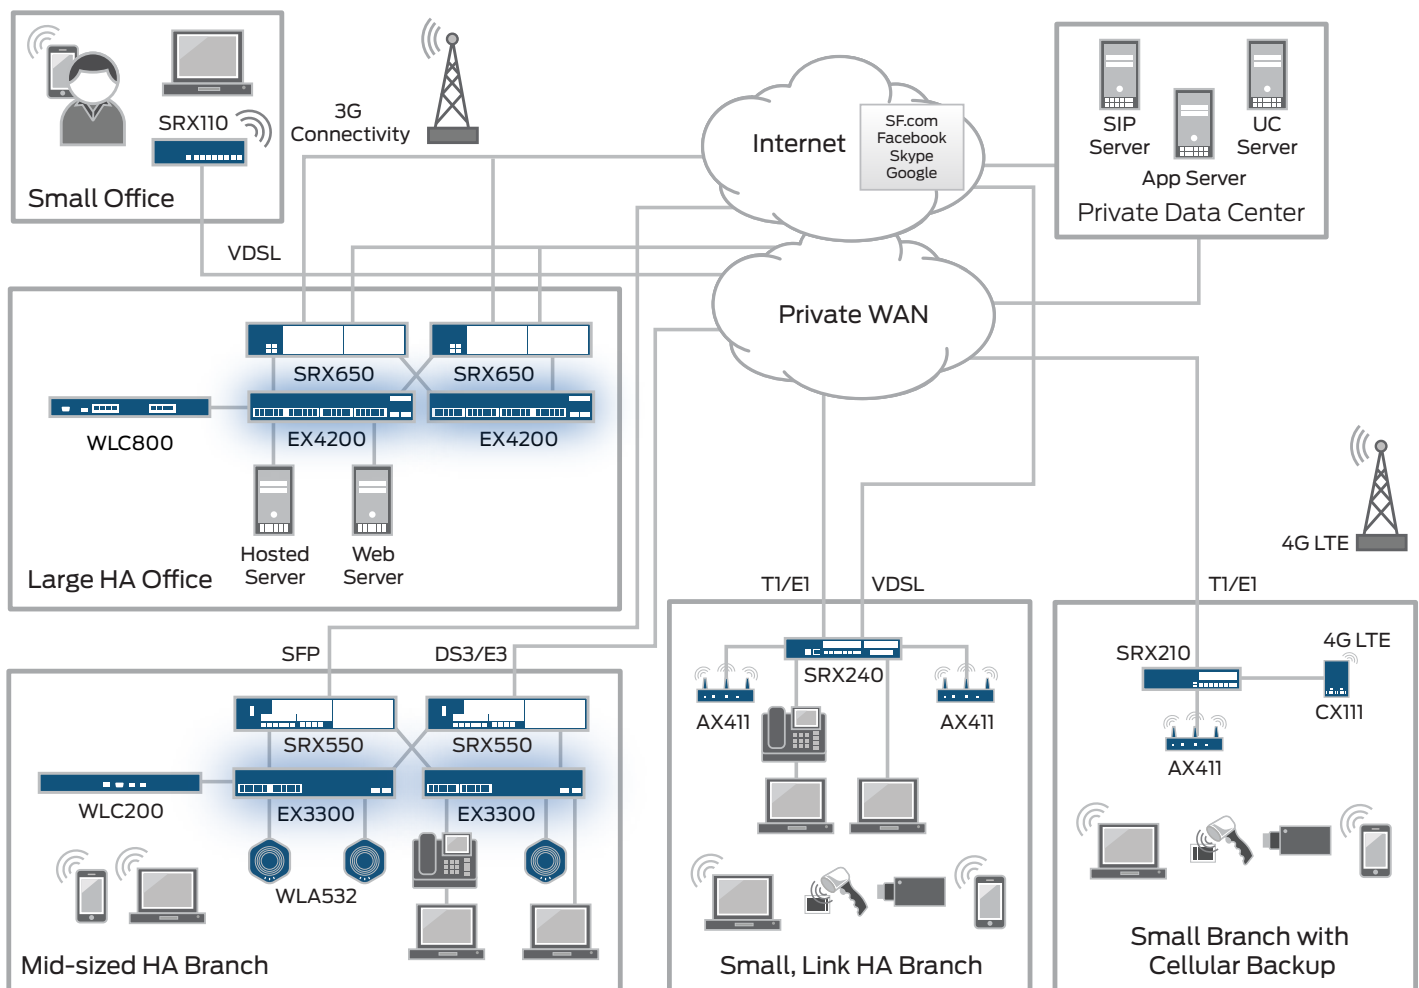 SRX110
Small Office
3G
Connectivity
Internet
SF.com
Facebook
Skype
Google
SIP
Server
UC
Server
App Server
Private Data Center
VDSL
Private WAN
SRX650
SRX650
WLC800
EX4200
EX4200
Hosted
Server
Web
Server
Large HA Office
4G LTE
SFP
DS3/E3
T1/E1
VDSL
T1/E1
SRX550
SRX550
WLC200
EX3300
EX3300
WLA532
Mid-sized HA Branch
SRX240
AX411
AX411
Small, Link HA Branch
SRX210
4G LTE
CX111
AX411
Small Branch with
Cellular Backup